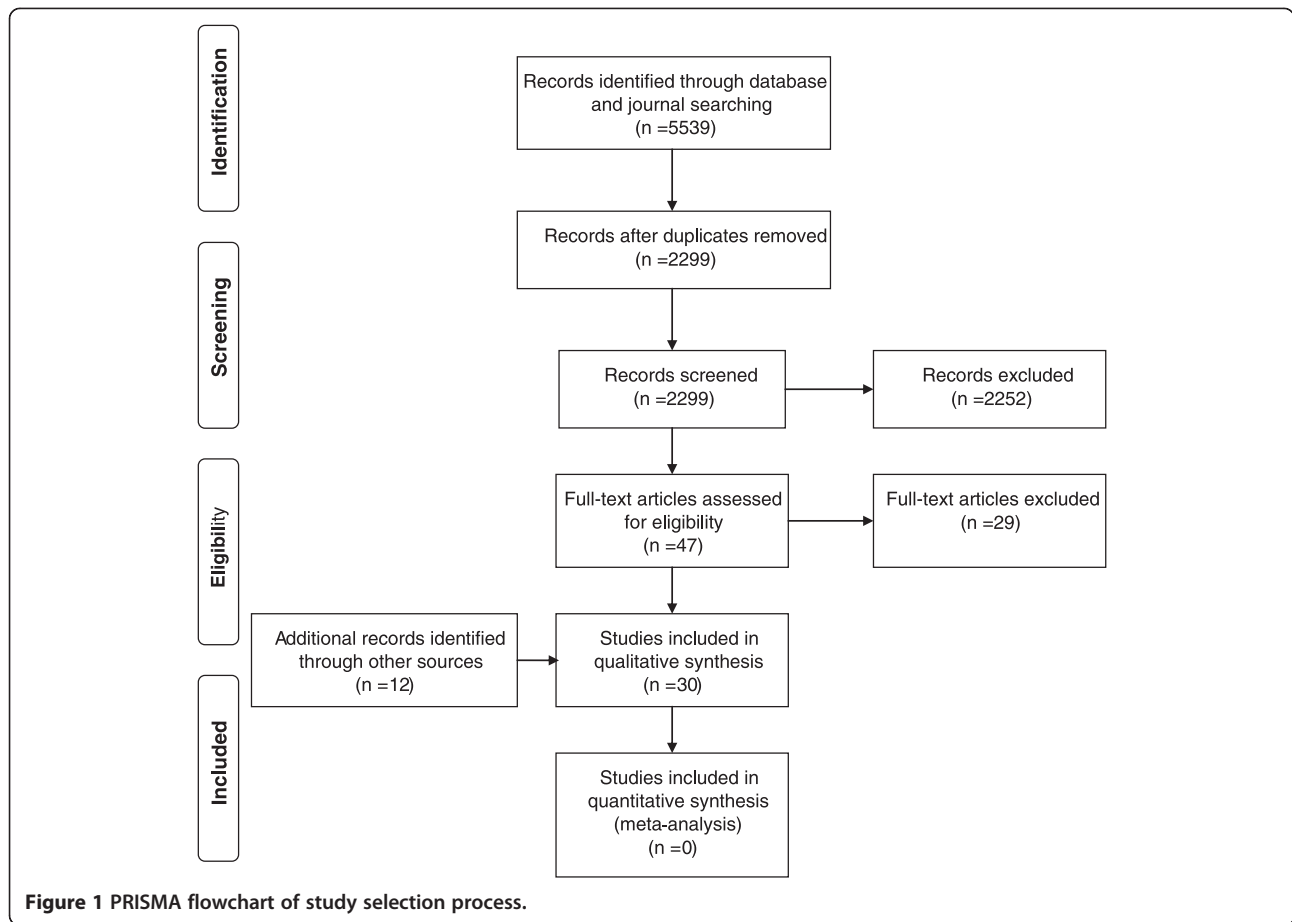 Identification
Records identified through database
and journal searching
(n =5539)
Records after duplicates removed
(n =2299)
Screening
Records screened
(n =2299)
Records excluded
(n =2252)
Eligibility
Full-text articles assessed
for eligibility
(n =47)
Full-text articles excluded
(n =29)
Additional records identified
through other sources
(n =12)
Studies included in
qualitative synthesis
(n =30)
Included
Studies included in
quantitative synthesis
(meta-analysis)
(n =0)
Figure 1 PRISMA flowchart of study selection process.